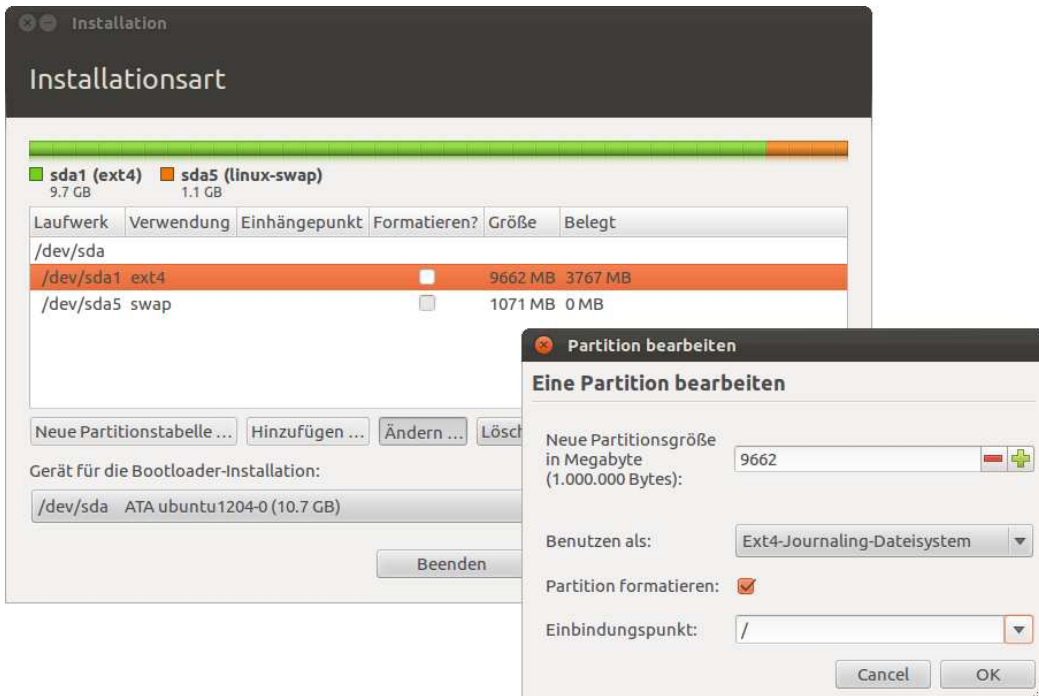 Installation
Installationsart
sda1 (ext4) sda5 (linux-swap)
9.7 GB 1.1 GB
Laufwerk Verwendung Einhängepunkt Formatieren? Größe Belegt
/dev/sda
/dev/sda1 ext4 9662 MB 3767 MB
/dev/sda5 swap 1071 MB 0 MB
Neue Partitionstabelle ... Hinzufügen ... Ändern ... Lösch
Gerät für die Bootloader-Installation:
/dev/sda ATA ubuntu1204-0 (10.7 GB)
Beenden
Partition bearbeiten
Eine Partition bearbeiten
Neue Partitionsgröße
in Megabyte
(1.000.000 Bytes):
9662
Benutzen als: Ext4-Journaling-Dateisystem
Partition formatieren:
Einbindungspunkt: /
Cancel OK